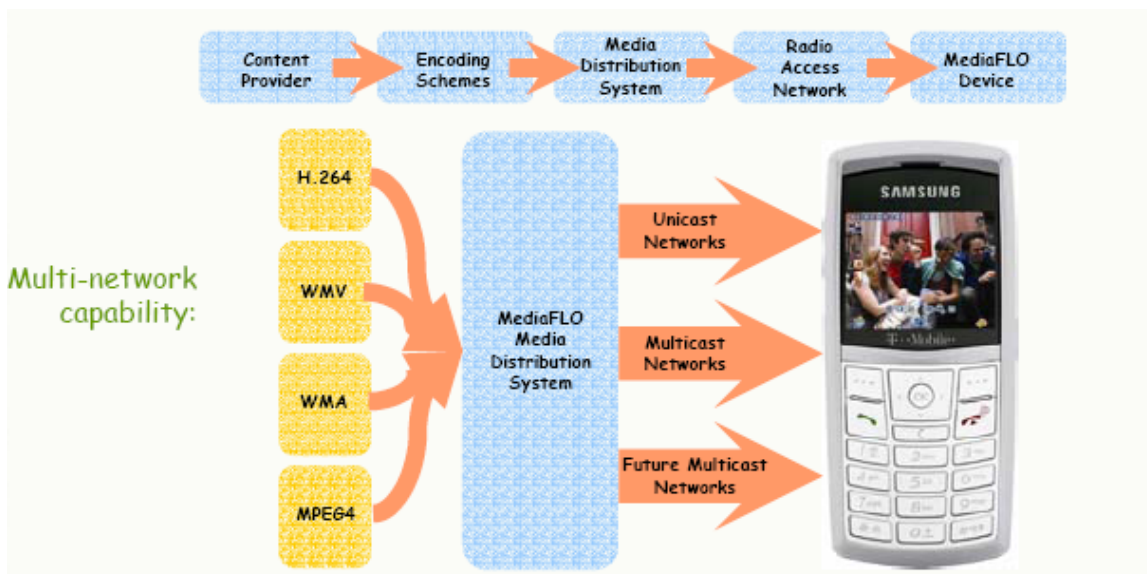 Content
Provider
Encoding
Schemes
Media
Distribution
System
Radio
Access
Network
MediaFLO
Device
Multi-network
capability:
H.264
WMV
WMA
MPEG4
MediaFLO
Media
Distribution
System
Unicast
Networks
Multicast
Networks
Future Multicast
Networks
SAMSUNG
T··Mobile··
OK